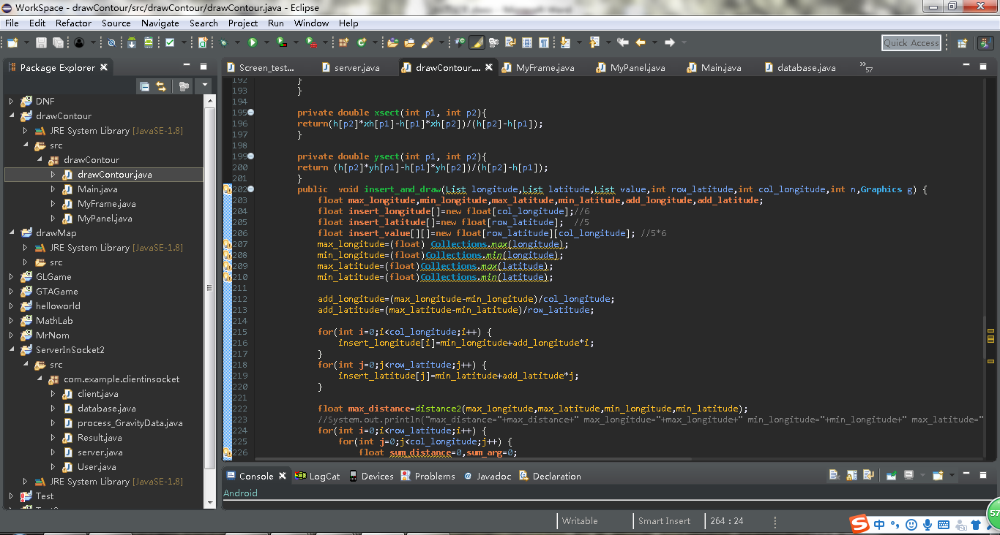 WorkSpace - drawContour/src/drawContour/drawContour.java - Eclipse
File Edit Refactor Source Navigate Search Project Run Window Help
Quick Access
Package Explorer
Screen_test... server.java drawContour.... MyFrame.java MyPanel.java Main.java database.java »57
DNF
drawContour
JRE System Library [JavaSE-1.8]
src
drawContour
drawContour.java
Main.java
MyFrame.java
MyPanel.java
drawMap
JRE System Library [JavaSE-1.8]
src
GLGame
GTAGame
helloworld
MathLab
MrNom
ServerInSocket2
src
com.example.clientinsocket
client.java
database.java
process_GravityData.java
Result.java
server.java
User.java
JRE System Library [JavaSE-1.8]
Test
192 }
193 }
194
195 private double xsect(int p1, int p2){
196 return(h[p2]*xh[p1]-h[p1]*xh[p2])/(h[p2]-h[p1]);
197 }
198
199 private double ysect(int p1, int p2){
200 return (h[p2]*yh[p1]-h[p1]*yh[p2])/(h[p2]-h[p1]);
201 }
202 public  void insert_and_draw(List longitude,List latitude,List value,int row_latitude,int col_longitude,int n,Graphics g) {
203 float max_longitude,min_longitude,max_latitude,min_latitude,add_longitude,add_latitude;
204 float insert_longitude[]=new float[col_longitude];//6
205 float insert_latitude[]=new float[row_latitude];  //5
206 float insert_value[][]=new float[row_latitude][col_longitude]; //5*6
207 max_longitude=(float) Collections.max(longitude);
208 min_longitude=(float)Collections.min(longitude);
209 max_latitude=(float)Collections.max(latitude);
210 min_latitude=(float)Collections.min(latitude);
211
212 add_longitude=(max_longitude-min_longitude)/col_longitude;
213 add_latitude=(max_latitude-min_latitude)/row_latitude;
214
215 for(int i=0;i<col_longitude;i++) {
216 insert_longitude[i]=min_longitude+add_longitude*i;
217 }
218 for(int j=0;j<row_latitude;j++) {
219 insert_latitude[j]=min_latitude+add_latitude*j;
220 }
221
222 float max_distance=distance2(max_longitude,max_latitude,min_longitude,min_latitude);
223 //System.out.println("max_distance="+max_distance+" max_longitdue="+max_longitude+" min_longitude="+min_longitude+" max_latitude="
224 for(int i=0;i<row_latitude;i++) {
225 for(int j=0;j<col_longitude;j++) {
226 float sum_distance=0,sum_arg=0;
Console LogCat Devices Problems @ Javadoc Declaration
Android
Writable Smart Insert 264 : 24
S 中
57